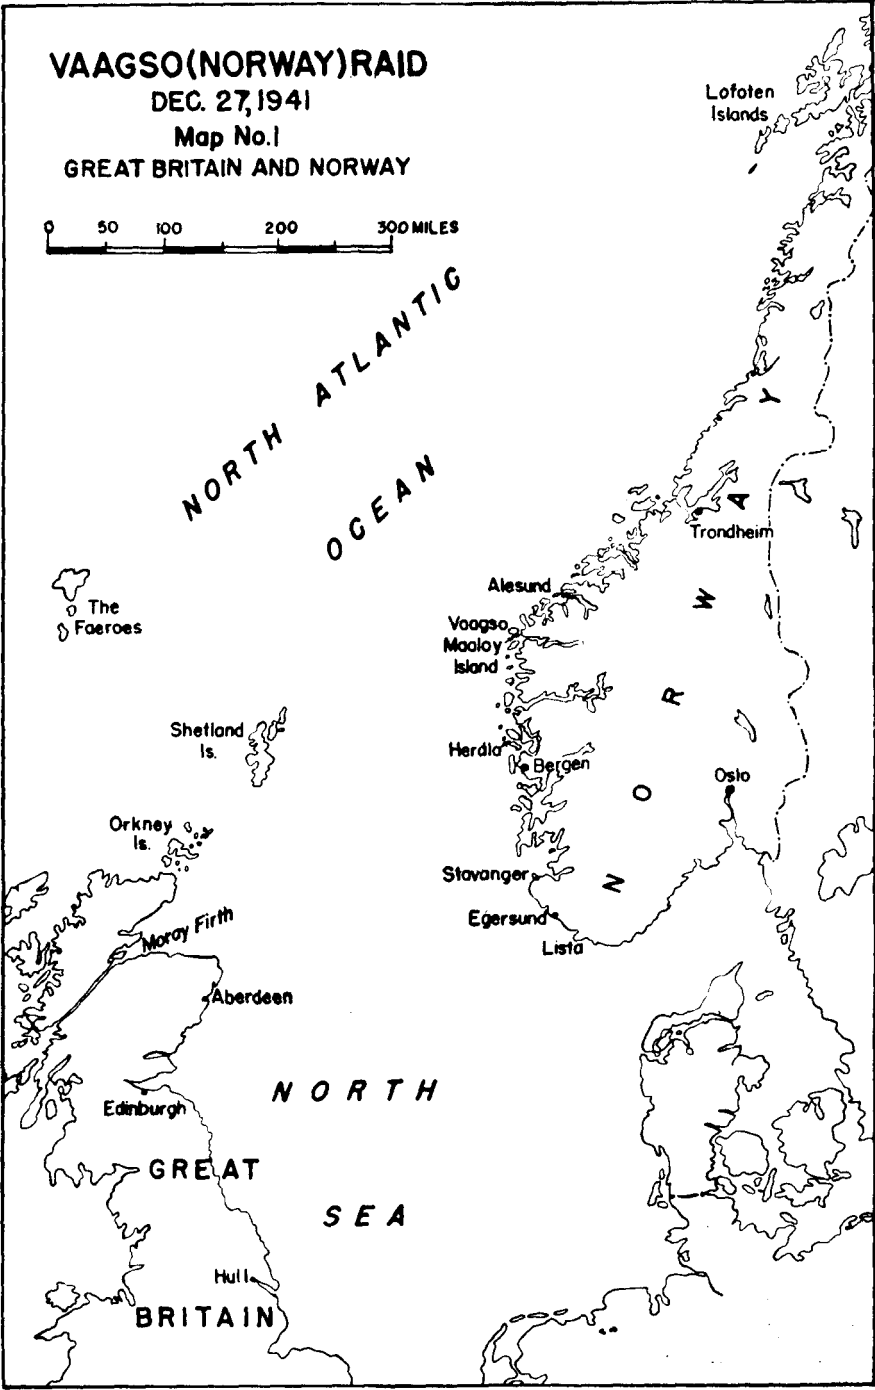 VAAGSO(NORWAY)RAID
DEC. 27, 1941
Map No.1
GREAT BRITAIN AND NORWAY
0 50 100 200 300 MILES
Lofoten
Islands
NORTH ATLANTIC
OCEAN
NORWAY
Trondheim
Alesund
The
Faeroes
Vaagso
Maaloy
Island
Shetland
Is.
Herdla
Bergen
Oslo
Orkney
Is.
Stavanger
Egersund
Lista
Moray Firth
Aberdeen
NORTH
SEA
Edinburgh
GREAT
BRITAIN
Hull